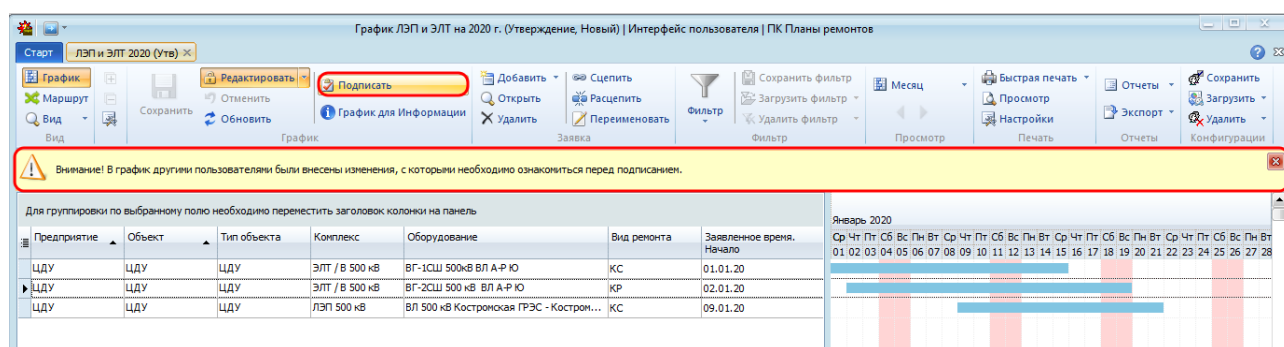 График ЛЭП и ЭЛТ на 2020 г. (Утверждение, Новый) | Интерфейс пользователя | ПК Планы ремонтов
Старт ЛЭП и ЭЛТ 2020 (Утв)
График Редактировать Подписать Добавить Сцепить Сохранить фильтр Месяц Быстрая печать Отчеты Сохранить
Маршрут Сохранить Отменить Открыть Расцепить Фильтр Загрузить фильтр Просмотр Загрузить
Вид Обновить График для Информации Удалить Переименовать Удалить фильтр Настройки Экспорт Удалить
Вид График Заявка Фильтр Просмотр Печать Отчеты Конфигурации
Внимание! В график другими пользователями были внесены изменения, с которыми необходимо ознакомиться перед подписанием.
Для группировки по выбранному полю необходимо переместить заголовок колонки на панель
Январь 2020
Предприятие Объект Тип объекта Комплекс Оборудование Вид ремонта Заявленное время. Ср Чт Пт Сб Вс Пн Вт Ср Чт Пт Сб Вс Пн Вт Ср Чт Пт Сб Вс Пн Вт Ср Чт Пт Сб Вс Пн Вт
Начало 01 02 03 04 05 06 07 08 09 10 11 12 13 14 15 16 17 18 19 20 21 22 23 24 25 26 27 28
ЦДУ ЦДУ ЦДУ ЭЛТ / В 500 кВ ВГ-1СШ 500кВ ВЛ А-Р Ю КС 01.01.20
ЦДУ ЦДУ ЦДУ ЭЛТ / В 500 кВ ВГ-2СШ 500 кВ ВЛ А-Р Ю КР 02.01.20
ЦДУ ЦДУ ЦДУ ЛЭП 500 кВ ВЛ 500 кВ Костромская ГРЭС - Костром... КС 09.01.20